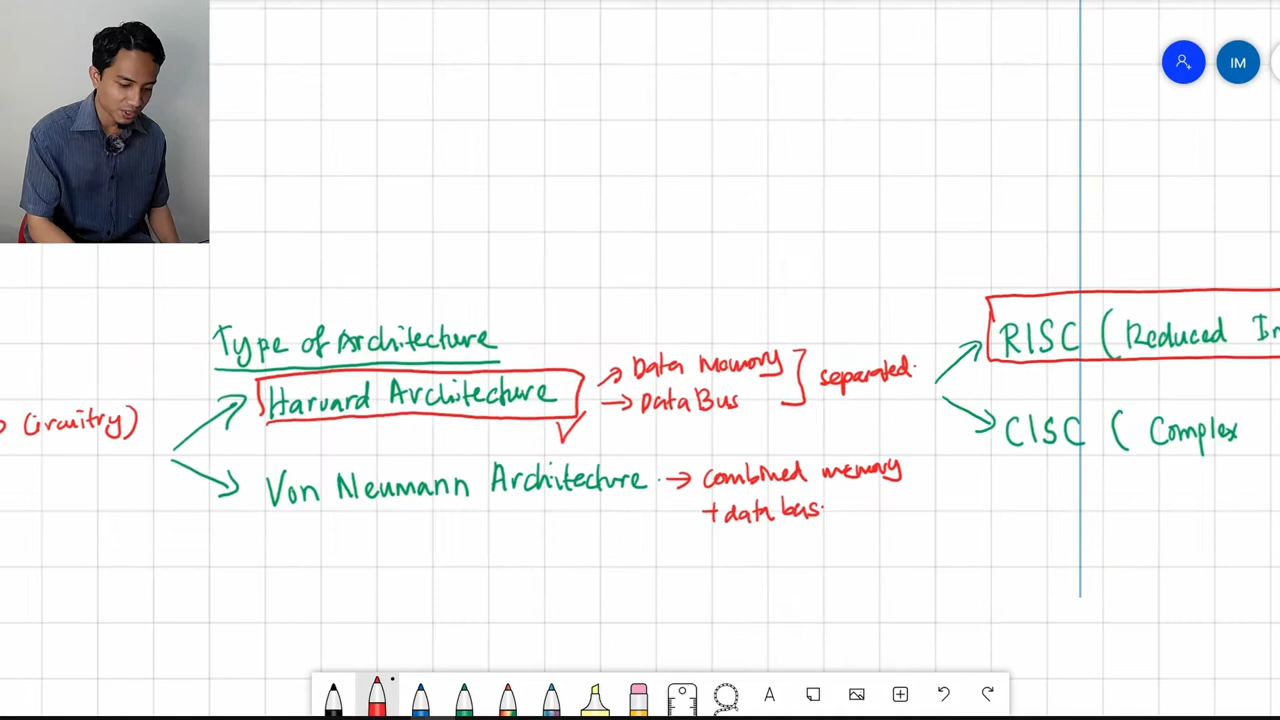 IM
Type of Architecture
Harvard Architecture
Data Memory
Data Bus
separated.
Circuitry)
Von Neumann Architecture
combined memory
+ data bus.
RISC (Reduced In
CISC ( Complex
A